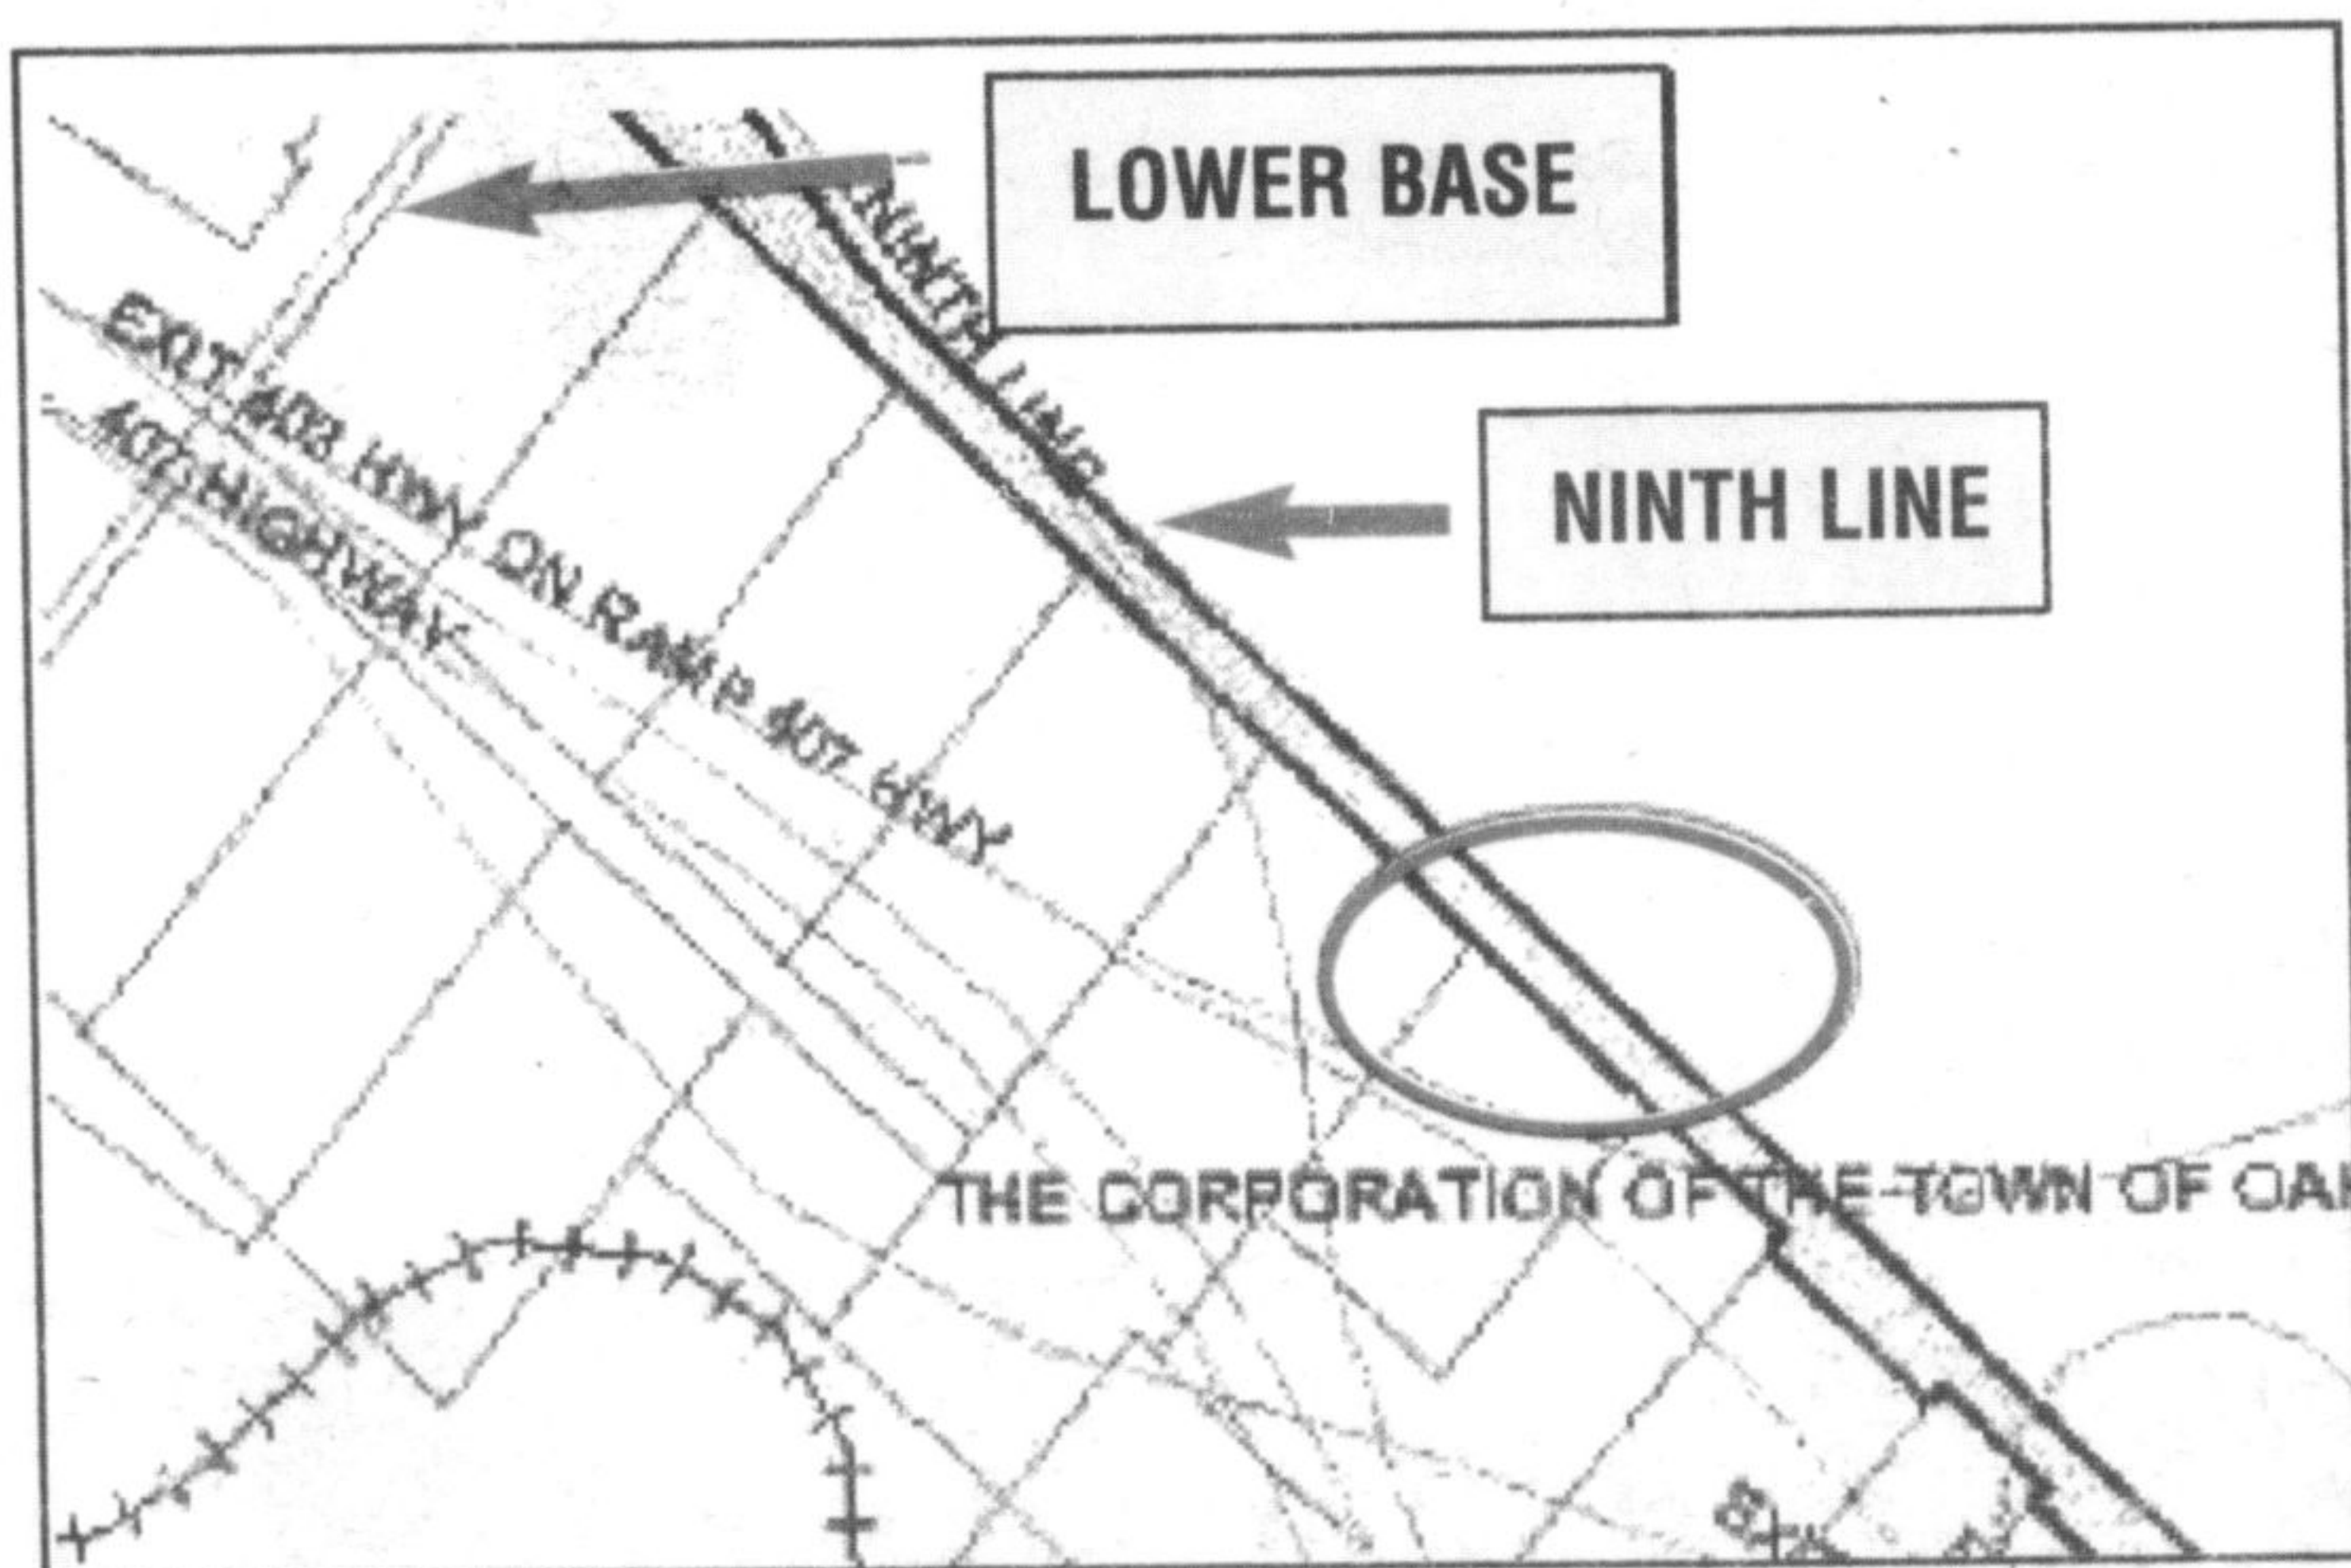 LOWER BASE
NINTH LINE
NINTH LINE
EXIT 403 HWY ON RAMP 407 HWY
407 HIGHWAY
THE CORPORATION OF THE TOWN OF OAK